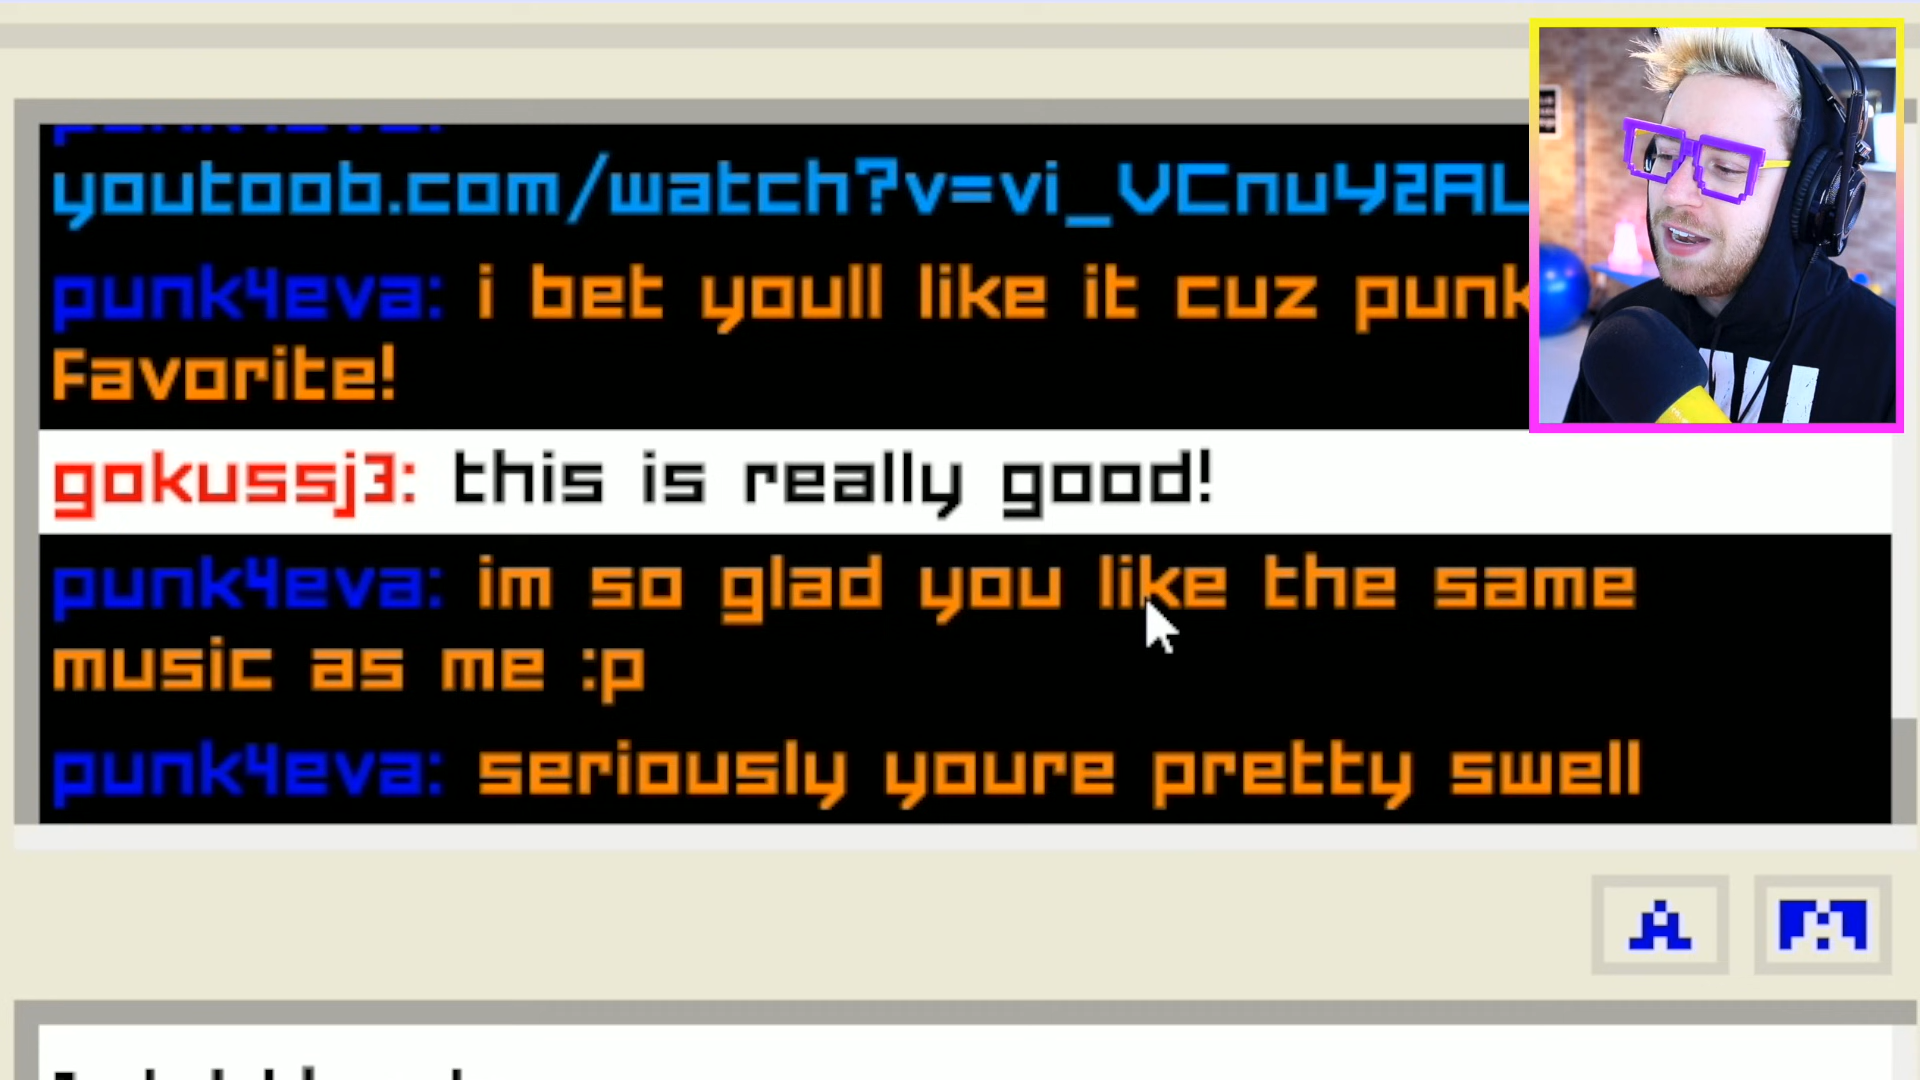 youtoob.com/watch?v=vi_VCnuY2AL
punk4eva: i bet youll like it cuz punk
Favorite!
gokussj3: this is really good!
punk4eva: im so glad you like the same
music as me :p
punk4eva: seriously youre pretty swell